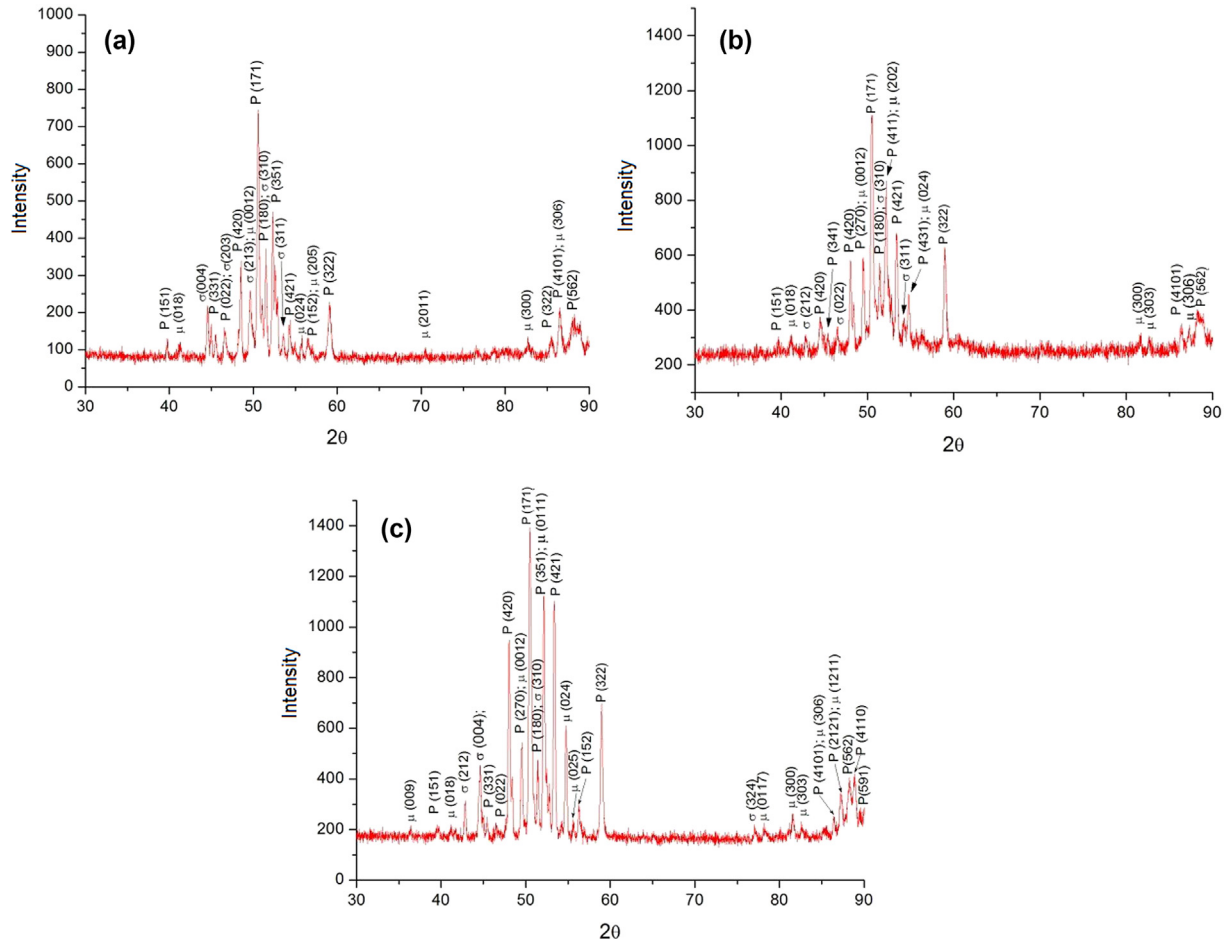 (a)
Intensity
1000
900
800
700
600
500
400
300
200
100
0
P (151)
μ (018)
σ(004)
P (331)
P (022); σ(203)
P (420)
σ (213); μ (0012)
P (171)
P (180); σ (310)
P (351)
σ (311)
P (421)
μ (024)
P (152); μ (205)
P (322)
μ (2011)
μ (300)
P (322)
P (4101); μ (306)
P(562)
30 40 50 60 70 80 90
2θ
(b)
Intensity
1400
1200
1000
800
600
400
200
P (151)
μ (018)
σ (212)
P (420)
P (341)
σ (022)
P (420)
P (270); μ (0012)
P (171)
P (180); σ (310)
P (411); μ (202)
P (421)
σ (311)
P (431); μ (024)
P (322)
μ (300)
μ (303)
P (4101)
μ (306)
P (562)
30 40 50 60 70 80 90
2θ
(c)
Intensity
1400
1200
1000
800
600
400
200
0
μ (009)
P (151)
μ (018)
σ (212)
σ (004);
P (331)
P (022)
P (420)
P (270); μ (0012)
P (171)
P (180); σ (310)
P (351); μ (0111)
P (421)
μ (024)
μ (025)
P (152)
P (322)
σ (324)
μ (0117)
μ (300)
μ (303)
P (4101); μ (306)
P (2121); μ (1211)
P(562)
P (4110)
P(591)
30 40 50 60 70 80 90
2θ